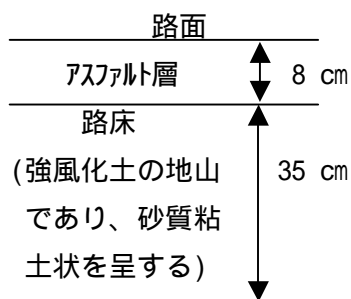 路面
アスファルト層 8 ㎝
路床
(強風化土の地山 35 ㎝
であり、砂質粘
土状を呈する)